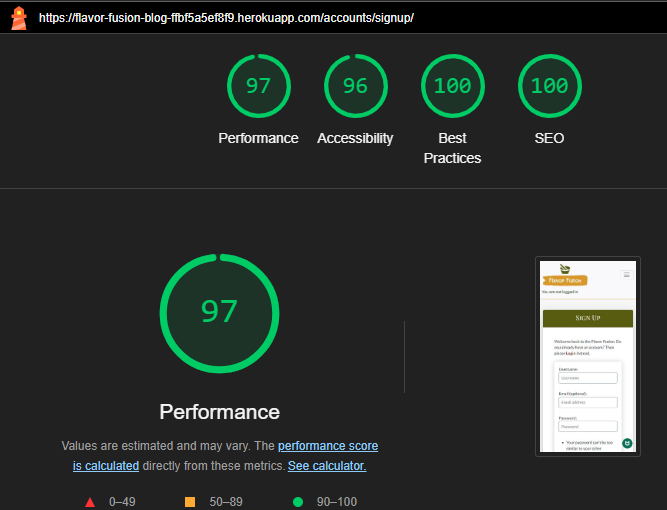 https://flavor-fusion-blog-ffbf5a5ef8f9.herokuapp.com/accounts/signup/
97
96
100
100
Performance
Accessibility
Best
Practices
SEO
97
Performance
Values are estimated and may vary. The performance score
is calculated directly from these metrics. See calculator.
0–49
50–89
90–100
Flavor Fusion
You are not logged in
Sign Up
Welcome back to the Flavor Fusion. Do
you already have an account? Then
please Login instead.
Username:
Username
Email (optional):
Email address
Password:
Password
Your password can't be too
similar to your other